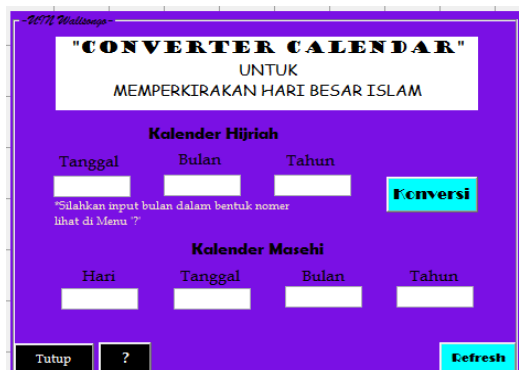 -UIN Walisongo-
"CONVERTER CALENDAR"
UNTUK
MEMPERKIRAKAN HARI BESAR ISLAM
Kalender Hijriah
Tanggal Bulan Tahun
Konversi
*Silahkan input bulan dalam bentuk nomer
lihat di Menu '?'
Kalender Masehi
Hari Tanggal Bulan Tahun
Tutup ? Refresh